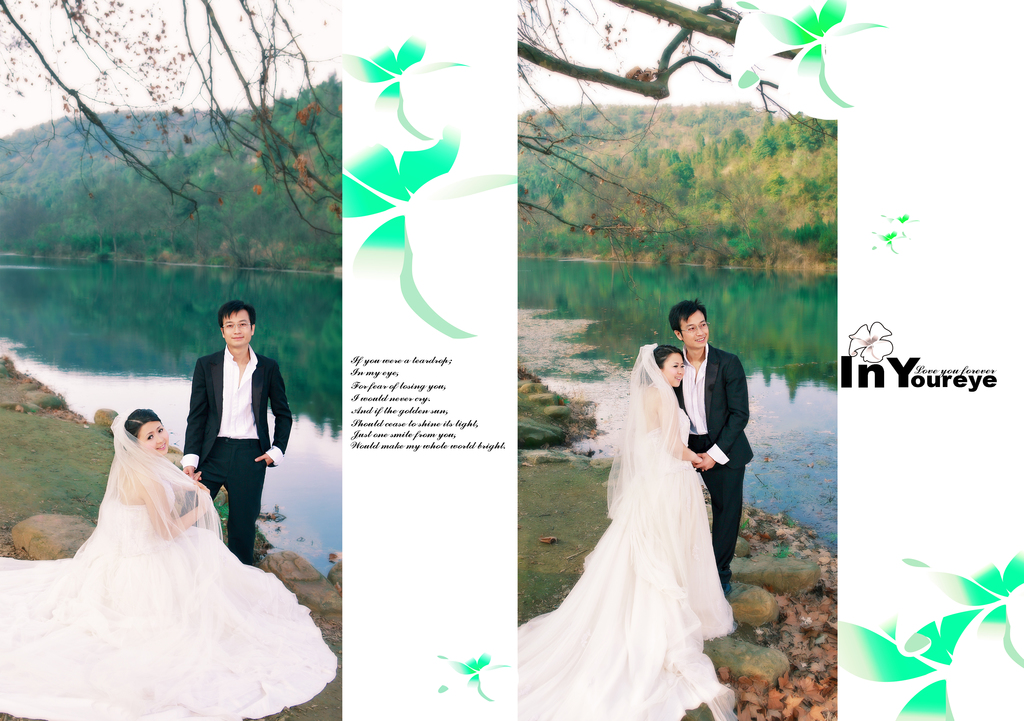 If you were a teardrop;
In my eye,
For fear of losing you,
I would never cry.
And if the golden sun,
Should cease to shine its light,
Just one smile from you,
Would make my whole world bright.
Love you forever
In Youreye